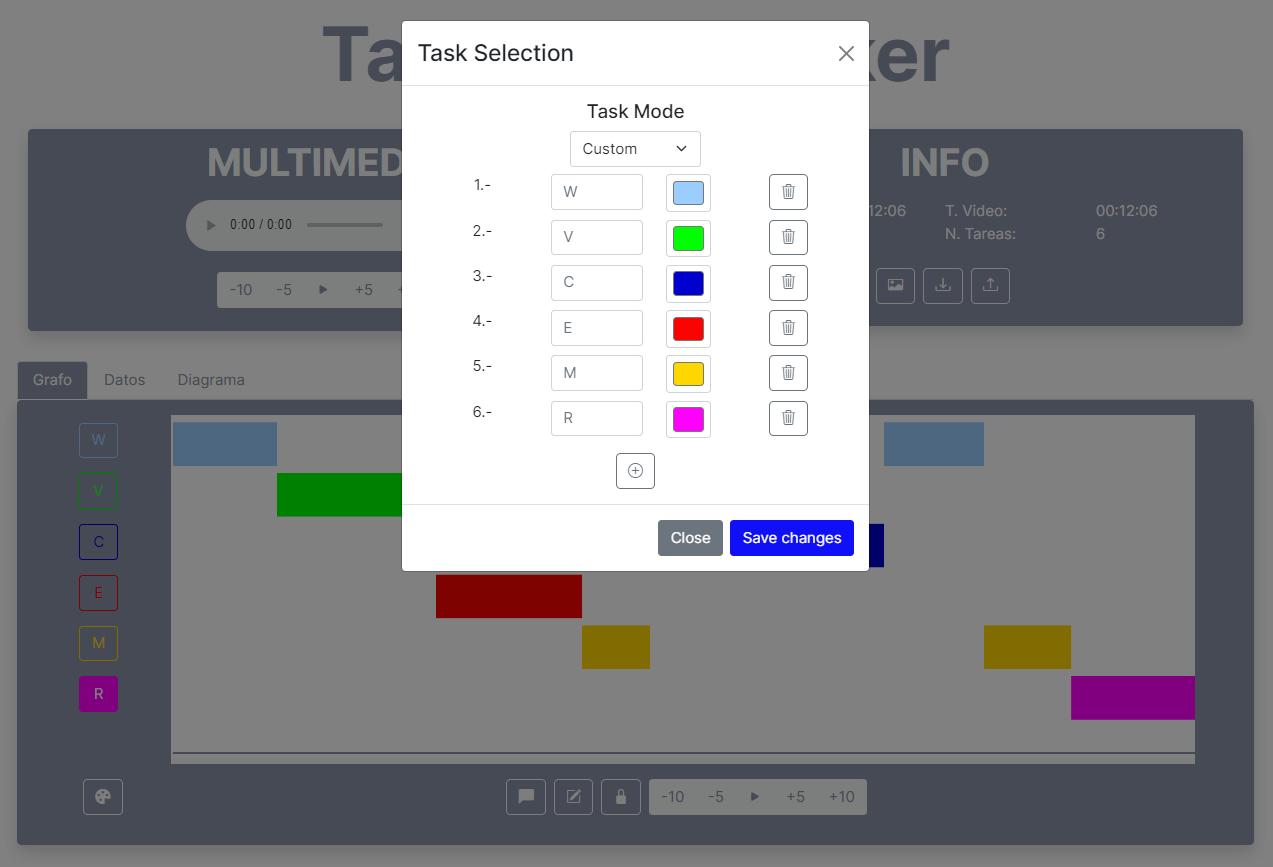 Task Selection
Task Mode
Custom
1.- W
2.- V
3.- C
4.- E
5.- M
6.- R
Close Save changes
MULTIMED
0:00 / 0:00
-10 -5 +5
INFO
12:06 T. Video: 00:12:06
N. Tareas: 6
Grafo Datos Diagrama
W
V
C
E
M
R
-10 -5 +5 +10